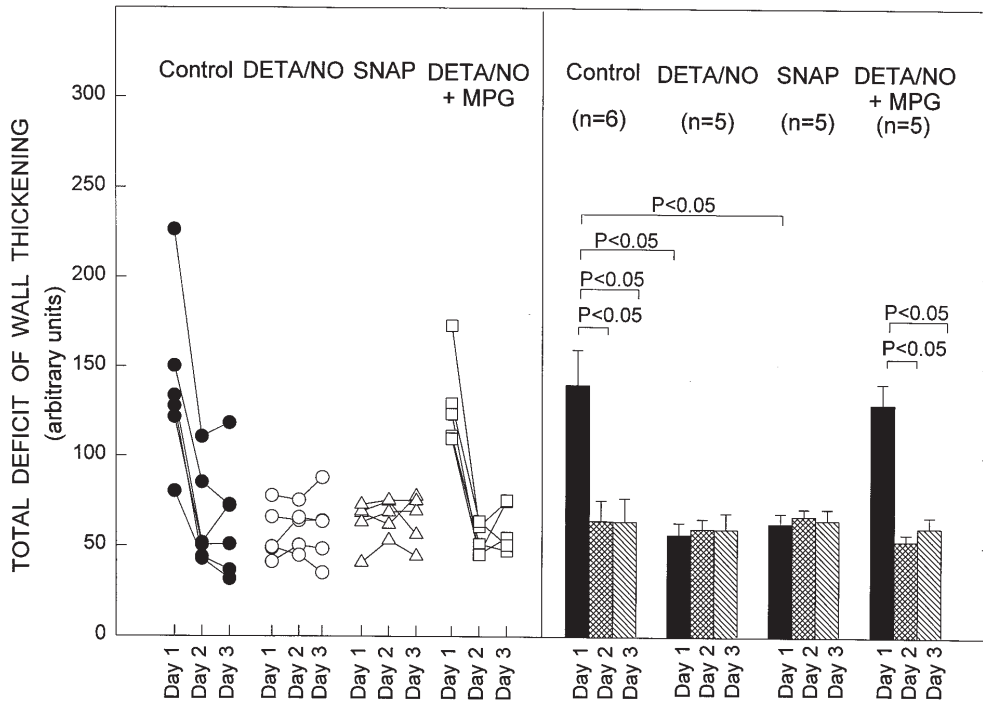 TOTAL DEFICIT OF WALL THICKENING
(arbitrary units)
300
250
200
150
100
50
0
Control DETA/NO SNAP DETA/NO
+ MPG
Day 1 Day 2 Day 3 Day 1 Day 2 Day 3 Day 1 Day 2 Day 3 Day 1 Day 2 Day 3
Control DETA/NO SNAP DETA/NO
+ MPG
(n=6) (n=5) (n=5) (n=5)
P<0.05
P<0.05
P<0.05
P<0.05
P<0.05
P<0.05
Day 1 Day 2 Day 3 Day 1 Day 2 Day 3 Day 1 Day 2 Day 3 Day 1 Day 2 Day 3